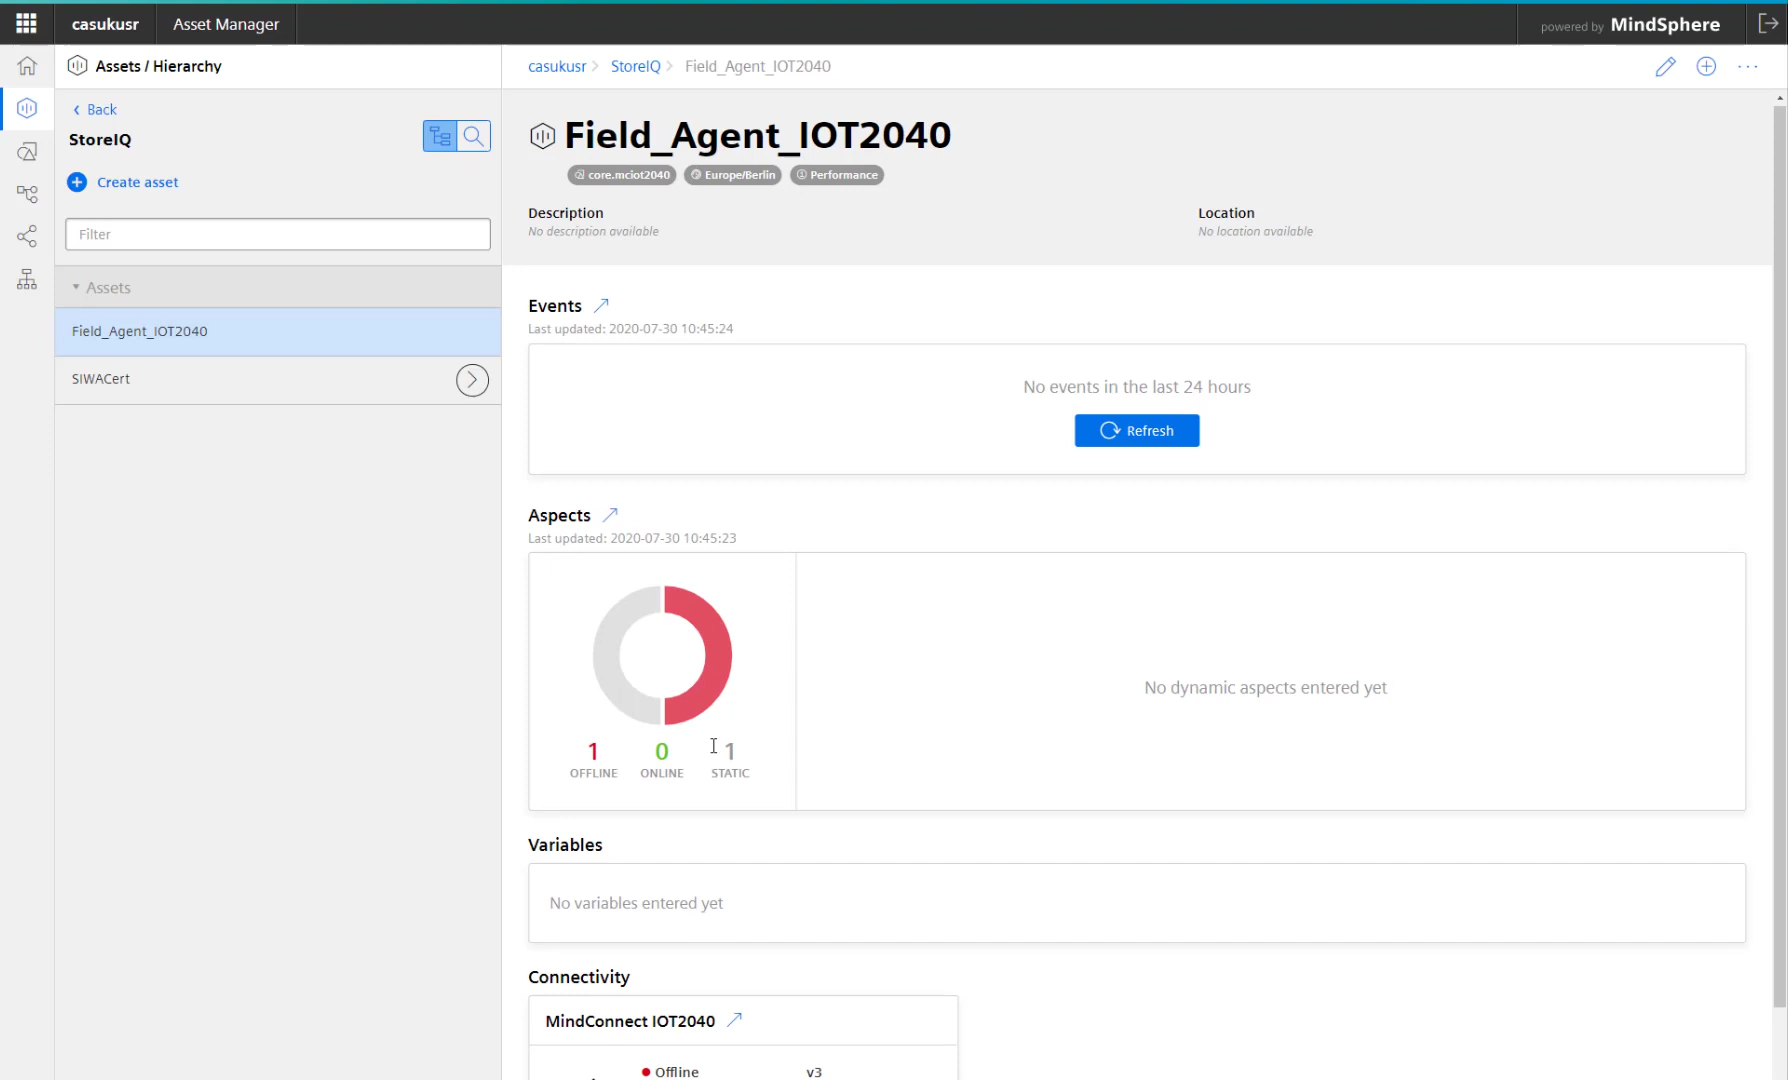 casukusr
Asset Manager
powered by MindSphere
Assets / Hierarchy
Back
StoreIQ
Create asset
Filter
Assets
Field_Agent_IOT2040
SIWACert
casukusr
StoreIQ
Field_Agent_IOT2040
Field_Agent_IOT2040
core.mciot2040
Europe/Berlin
Performance
Description
No description available
Location
No location available
Events
Last updated: 2020-07-30 10:45:24
No events in the last 24 hours
Refresh
Aspects
Last updated: 2020-07-30 10:45:23
1
OFFLINE
0
ONLINE
1
STATIC
No dynamic aspects entered yet
Variables
No variables entered yet
Connectivity
MindConnect IOT2040
Offline
v3